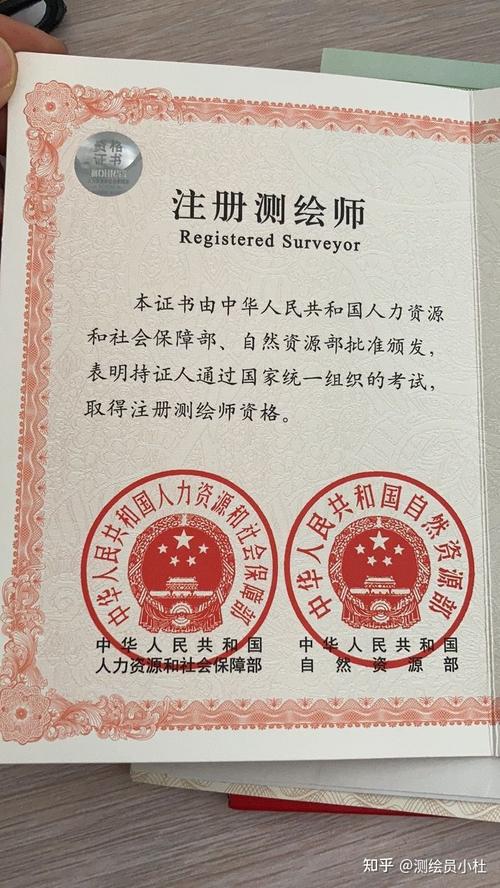 资格
证书
MOHRSS
注册测绘师
Registered Surveyor
本证书由中华人民共和国人力资源
和社会保障部、自然资源部批准颁发，
表明持证人通过国家统一组织的考试，
取得注册测绘师资格。
中华人民共和国人力资源和社会保障部
中华人民共和国自然资源部
中华人民共和国
人力资源和社会保障部
中华人民共和国
自然资源部
知乎 @测绘员小杜